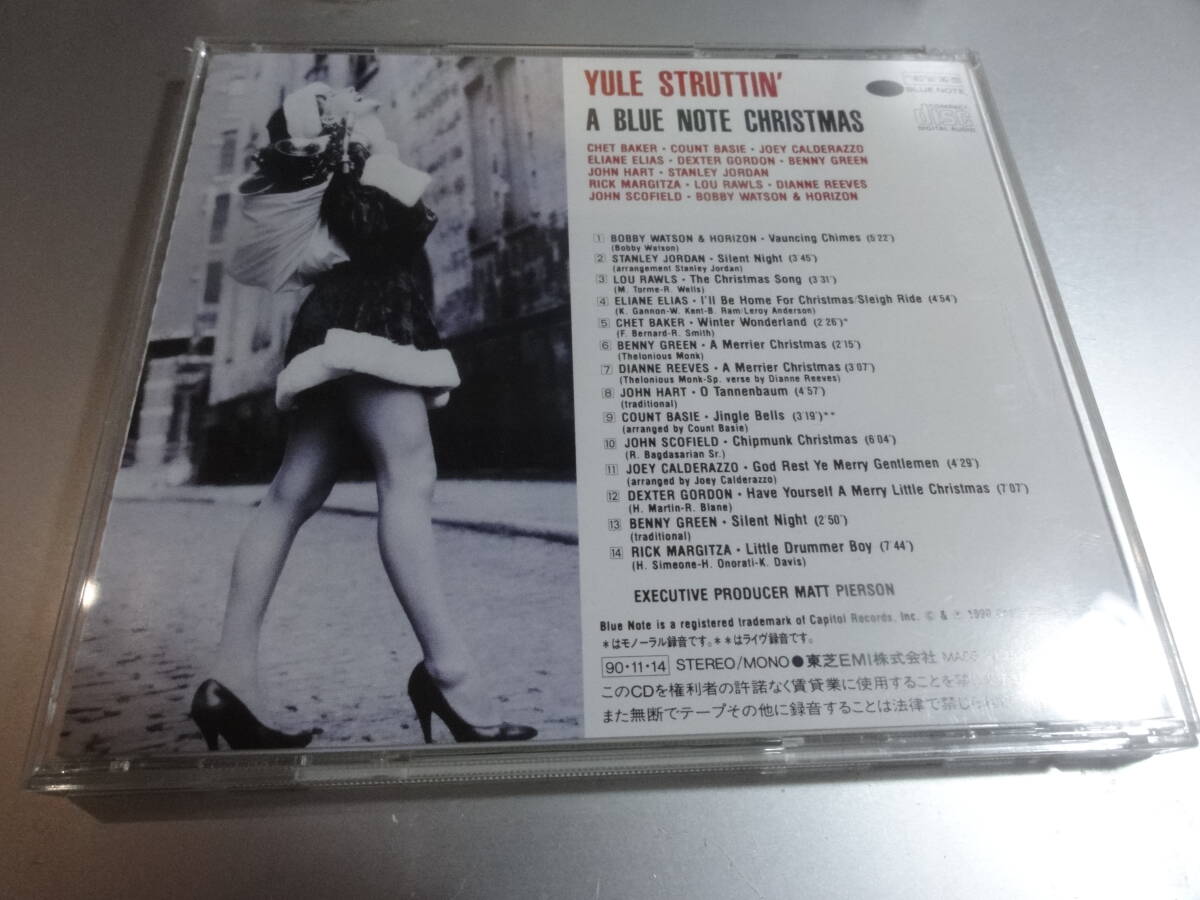 YULE STRUTTIN'
A BLUE NOTE CHRISTMAS
CHET BAKER · COUNT BASIE · JOEY CALDERAZZO
ELIANE ELIAS · DEXTER GORDON · BENNY GREEN
JOHN HART · STANLEY JORDAN
RICK MARGITZA · LOU RAWLS · DIANNE REEVES
JOHN SCOFIELD · BOBBY WATSON & HORIZON
BLUE NOTE
COMPACT
disc
DIGITAL AUDIO
1 BOBBY WATSON & HORIZON · Vauncing Chimes (5'22")
(Bobby Watson)
2 STANLEY JORDAN · Silent Night (3'45")
(arrangement Stanley Jordan)
3 LOU RAWLS · The Christmas Song (3'31")
(M. Torme-R. Wells)
4 ELIANE ELIAS · I'll Be Home For Christmas/Sleigh Ride (4'54")
(K. Gannon-W. Kent-B. Ram/Leroy Anderson)
5 CHET BAKER · Winter Wonderland (2'26")*
(F. Bernard-R. Smith)
6 BENNY GREEN · A Merrier Christmas (2'15")
(Thelonious Monk)
7 DIANNE REEVES · A Merrier Christmas (3'07")
(Thelonious Monk-Sp. verse by Dianne Reeves)
8 JOHN HART · O Tannenbaum (4'57")
(traditional)
9 COUNT BASIE · Jingle Bells (3'19")**
(arranged by Count Basie)
10 JOHN SCOFIELD · Chipmunk Christmas (6'04")
(R. Bagdasarian Sr.)
11 JOEY CALDERAZZO · God Rest Ye Merry Gentlemen (4'29")
(arranged by Joey Calderazzo)
12 DEXTER GORDON · Have Yourself A Merry Little Christmas (7'07")
(H. Martin-R. Blane)
13 BENNY GREEN · Silent Night (2'50")
(traditional)
14 RICK MARGITZA · Little Drummer Boy (7'44")
(H. Simeone-H. Onorati-K. Davis)
EXECUTIVE PRODUCER MATT PIERSON
Blue Note is a registered trademark of Capitol Records, Inc. © & ℗ 1990
*はモノーラル録音です。**はライヴ録音です。
90·11·14 STEREO/MONO ● 東芝EMI株式会社
このCDを権利者の許諾なく賃貸業に使用することを禁じ
また無断でテープその他に録音することは法律で禁じ